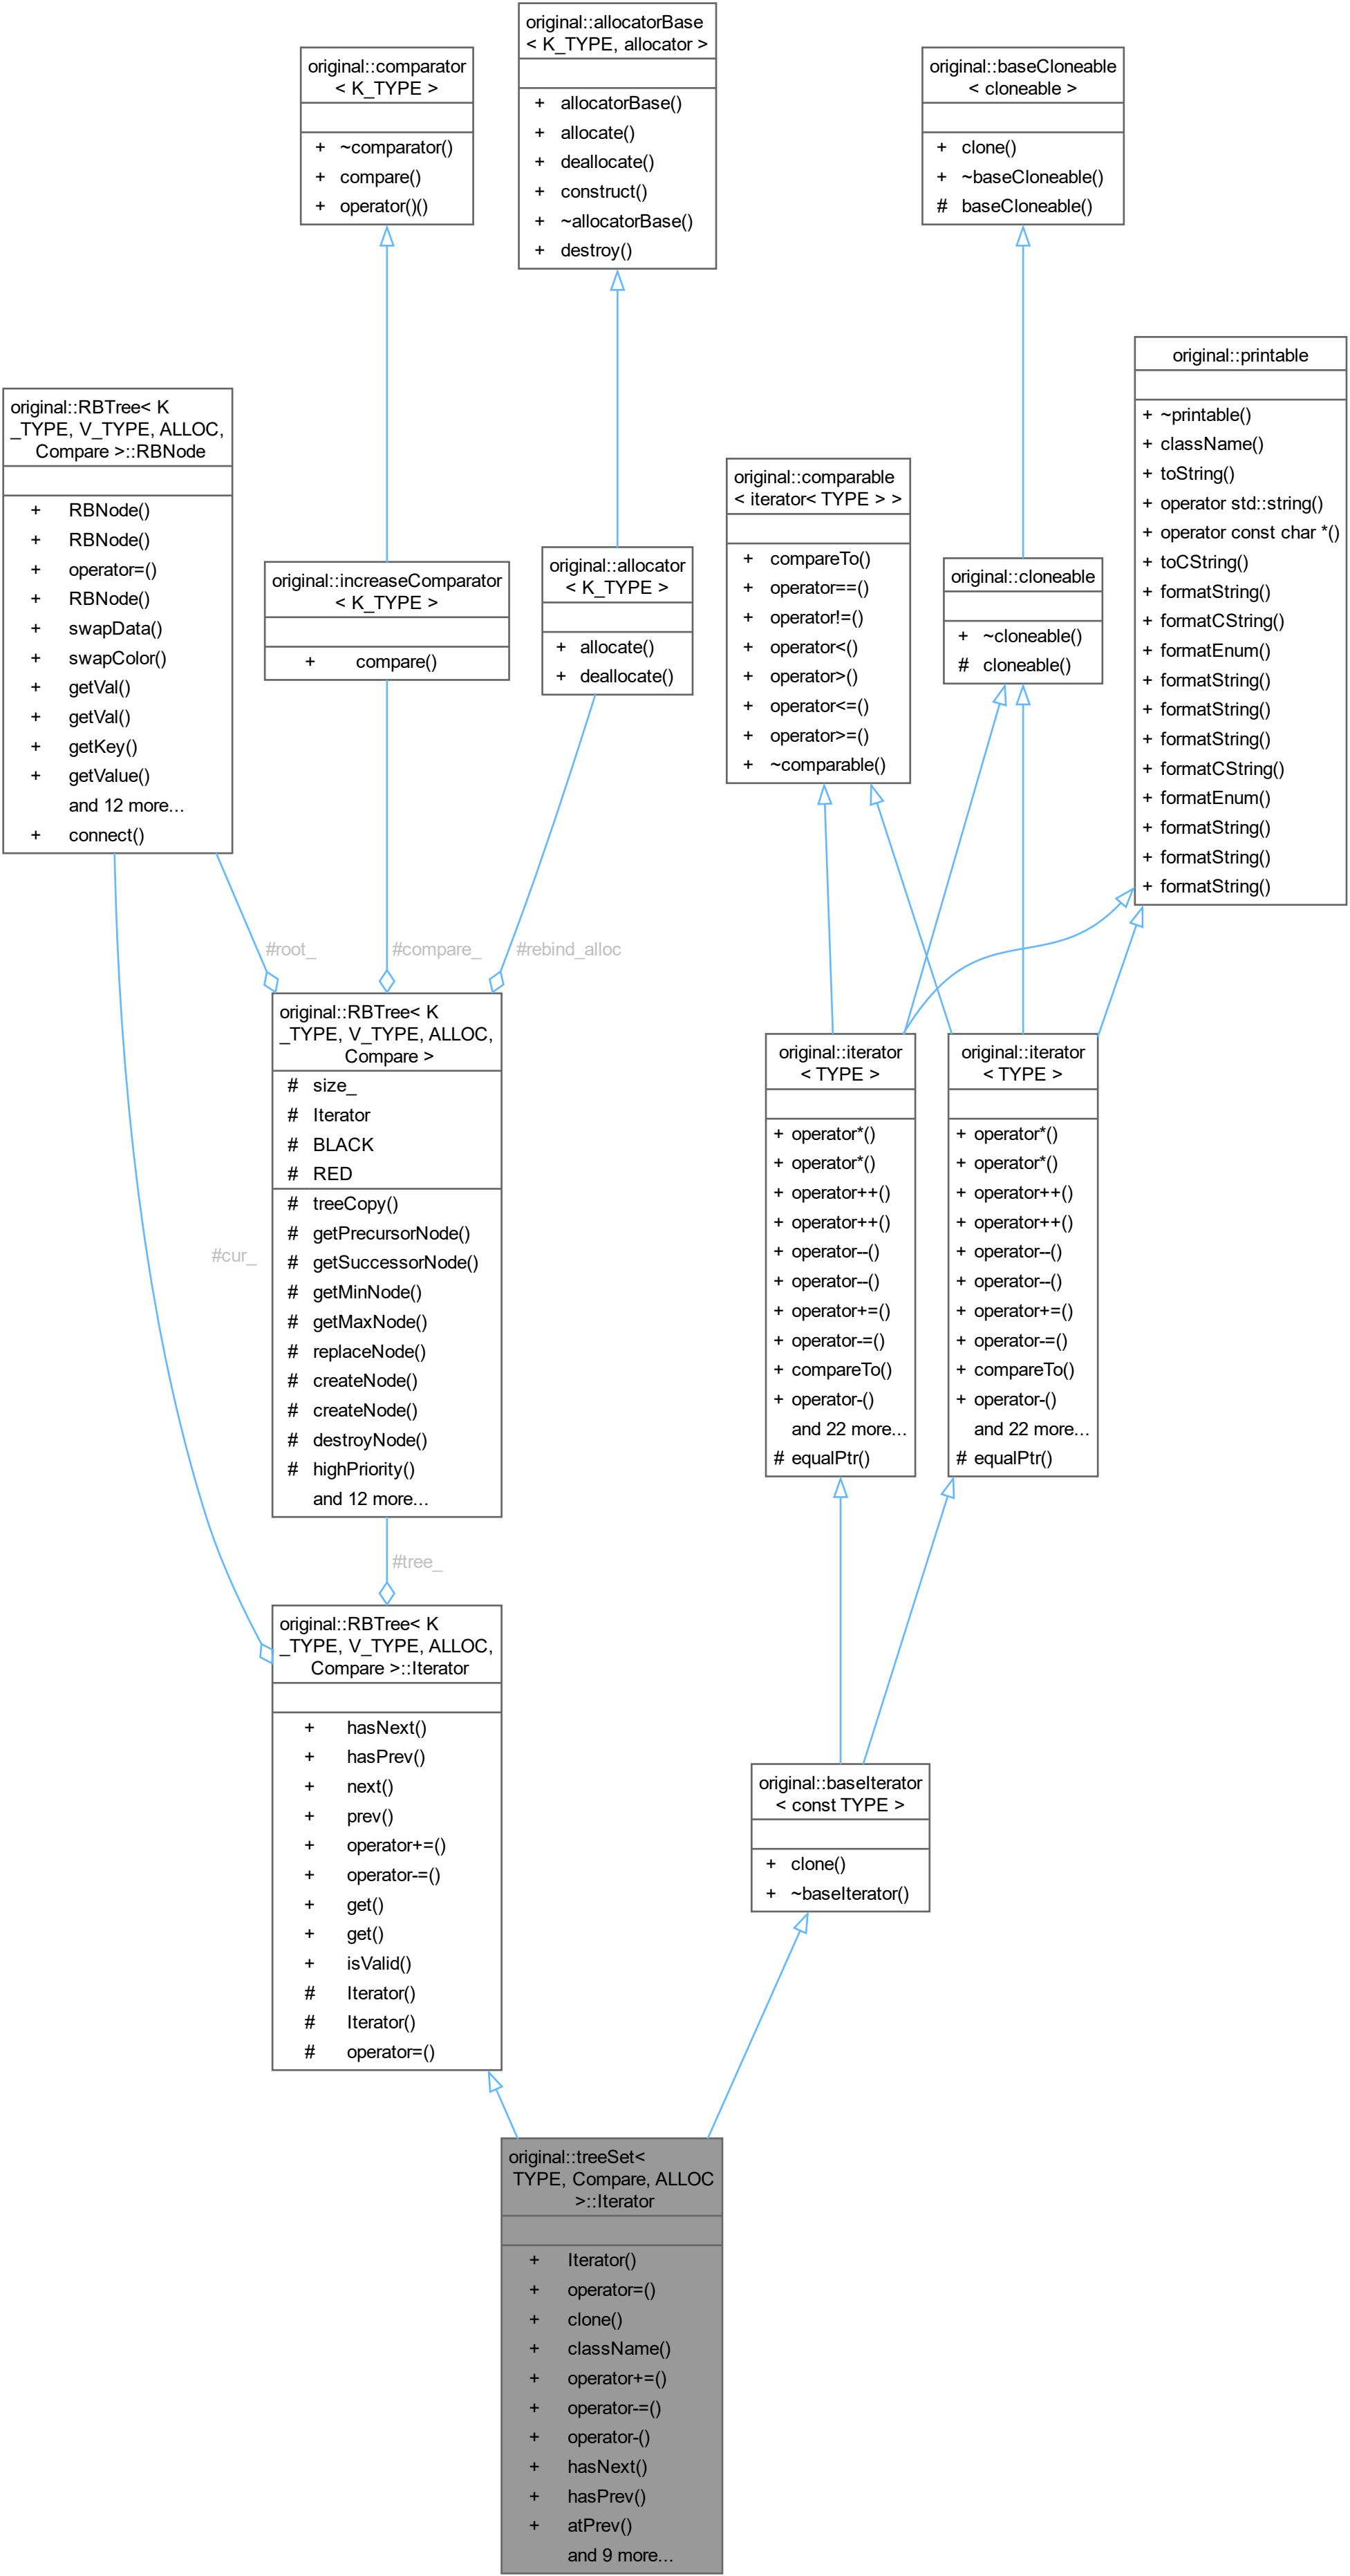 original::allocatorBase
< K_TYPE, allocator >
+ allocatorBase()
+ allocate()
+ deallocate()
+ construct()
+ ~allocatorBase()
+ destroy()
original::comparator
< K_TYPE >
+ ~comparator()
+ compare()
+ operator()()
original::baseCloneable
< cloneable >
+ clone()
+ ~baseCloneable()
# baseCloneable()
original::printable
+ ~printable()
+ className()
+ toString()
+ operator std::string()
+ operator const char *()
+ toCString()
+ formatString()
+ formatCString()
+ formatEnum()
+ formatString()
+ formatString()
+ formatString()
+ formatCString()
+ formatEnum()
+ formatString()
+ formatString()
+ formatString()
original::RBTree< K
_TYPE, V_TYPE, ALLOC,
Compare >::RBNode
+ RBNode()
+ RBNode()
+ operator=()
+ RBNode()
+ swapData()
+ swapColor()
+ getVal()
+ getVal()
+ getKey()
+ getValue()
and 12 more...
+ connect()
original::increaseComparator
< K_TYPE >
+ compare()
original::allocator
< K_TYPE >
+ allocate()
+ deallocate()
original::comparable
< iterator< TYPE > >
+ compareTo()
+ operator==()
+ operator!=()
+ operator<()
+ operator>()
+ operator<=()
+ operator>=()
+ ~comparable()
original::cloneable
+ ~cloneable()
# cloneable()
#root_
#compare_
#rebind_alloc
original::RBTree< K
_TYPE, V_TYPE, ALLOC,
Compare >
# size_
# Iterator
# BLACK
# RED
# treeCopy()
# getPrecursorNode()
# getSuccessorNode()
# getMinNode()
# getMaxNode()
# replaceNode()
# createNode()
# createNode()
# destroyNode()
# highPriority()
and 12 more...
#cur_
original::iterator
< TYPE >
+ operator*()
+ operator*()
+ operator++()
+ operator++()
+ operator--()
+ operator--()
+ operator+=()
+ operator-=()
+ compareTo()
+ operator-()
and 22 more...
# equalPtr()
original::iterator
< TYPE >
+ operator*()
+ operator*()
+ operator++()
+ operator++()
+ operator--()
+ operator--()
+ operator+=()
+ operator-=()
+ compareTo()
+ operator-()
and 22 more...
# equalPtr()
#tree_
original::RBTree< K
_TYPE, V_TYPE, ALLOC,
Compare >::Iterator
+ hasNext()
+ hasPrev()
+ next()
+ prev()
+ operator+=()
+ operator-=()
+ get()
+ get()
+ isValid()
# Iterator()
# Iterator()
# operator=()
original::baseIterator
< const TYPE >
+ clone()
+ ~baseIterator()
original::treeSet<
TYPE, Compare, ALLOC
>::Iterator
+ Iterator()
+ operator=()
+ clone()
+ className()
+ operator+=()
+ operator-=()
+ operator-()
+ hasNext()
+ hasPrev()
+ atPrev()
and 9 more...